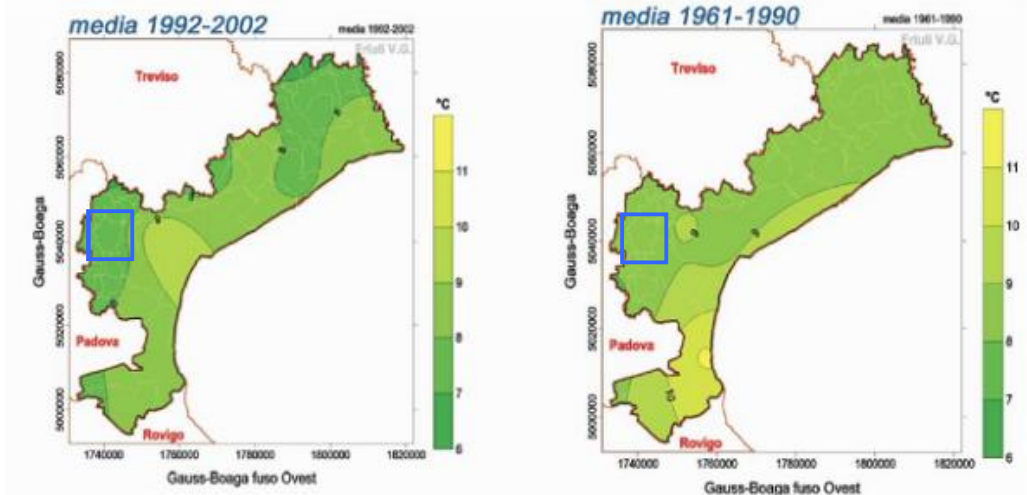 media 1992-2002
media 1992-2002
Friuli V.G.
Treviso
Padova
Rovigo
5080000
5060000
5040000
5020000
5000000
Gauss-Boaga
1740000 1760000 1780000 1800000 1820000
Gauss-Boaga fuso Ovest
°C
11
10
9
8
7
6
media 1961-1990
media 1961-1990
Friuli V.G.
Treviso
Padova
Rovigo
10
5080000
5060000
5040000
5020000
5000000
Gauss-Boaga
1740000 1760000 1780000 1800000 1820000
Gauss-Boaga fuso Ovest
°C
11
10
9
8
7
6